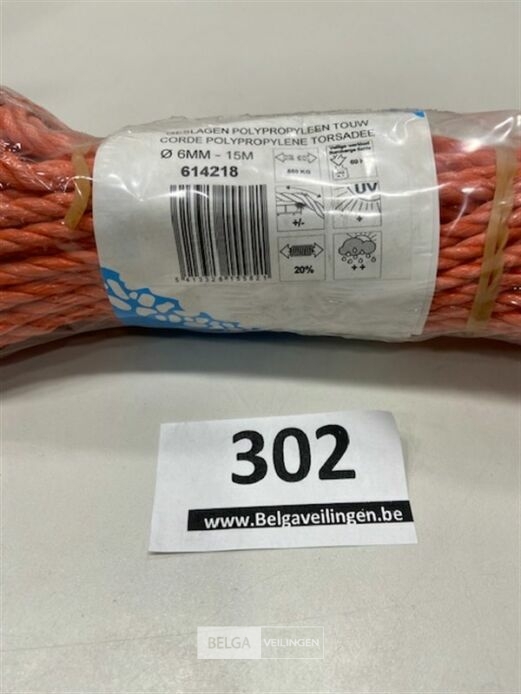 GESLAGEN POLYPROPYLEEN TOUW
CORDE POLYPROPYLENE TORSADEE
Ø 6MM - 15M
614218
+/-
20%
UV
+
++
302
www.Belgaveilingen.be
BELGA VEILINGEN